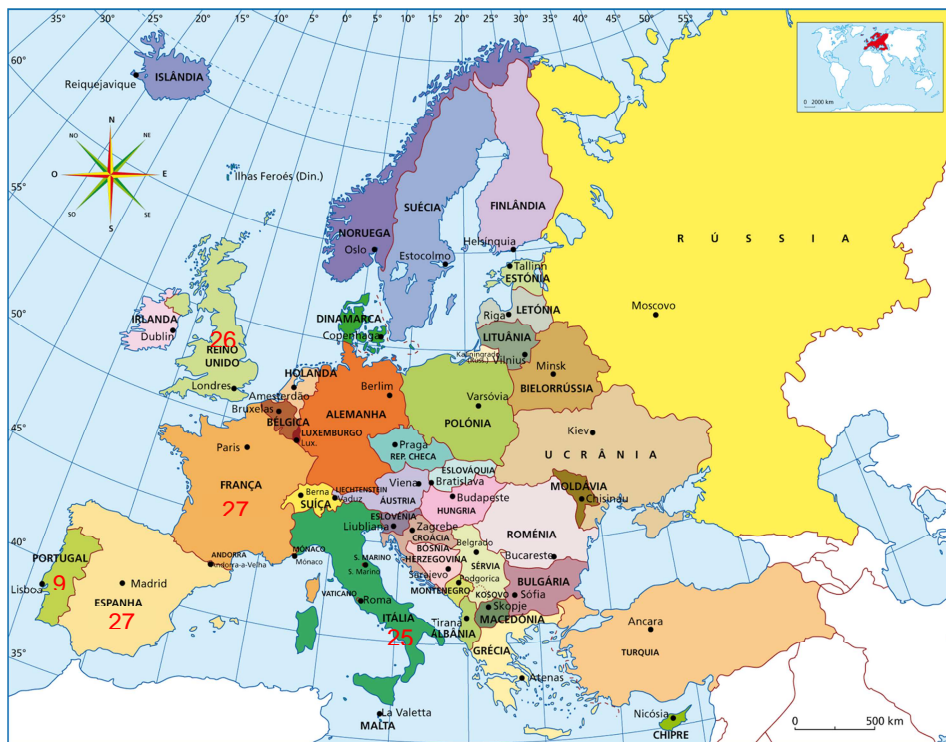 35° 30° 25° 20° 15° 10° 5° 0° 5° 10° 15° 20° 25° 30° 35° 40° 45° 50° 55°
60°
55°
50°
45°
40°
35°
ISLÂNDIA
Reiquejavique
N
NO
NE
O
E
SO
SE
S
0 2000 km
Ilhas Feroés (Din.)
SUÉCIA
FINLÂNDIA
NORUEGA
Oslo
Helsínquia
Estocolmo
R Ú S S I A
Tallinn
ESTÓNIA
Moscovo
IRLANDA
Dublin
26
REINO
UNIDO
Londres
DINAMARCA
Copenhaga
Riga
LETÓNIA
LITUÂNIA
Kaliningrado
(Rus.)
Vilnius
Minsk
BIELORRÚSSIA
HOLANDA
Amesterdão
Bruxelas
BÉLGICA
Berlim
ALEMANHA
LUXEMBURGO
Lux.
Varsóvia
POLÓNIA
Kiev
U C R Â N I A
Paris
FRANÇA
27
Praga
REP. CHECA
ESLOVÁQUIA
Bratislava
Viena
ÁUSTRIA
Budapeste
HUNGRIA
MOLDÁVIA
Chisinau
Berna
LIECHTENSTEIN
Vaduz
SUÍÇA
ESLOVÉNIA
Liubliana
Zagrebe
CROÁCIA
ROMÉNIA
Bucareste
BÓSNIA-
HERZEGOVINA
Sarajevo
Belgrado
SÉRVIA
MÓNACO
Mónaco
S. MARINO
S. Marino
ANDORRA
Andorra-a-Velha
PORTUGAL
9
Lisboa
Madrid
ESPANHA
27
VATICANO
Roma
ITÁLIA
25
Podgorica
MONTENEGRO
KOSOVO
BULGÁRIA
Sófia
Skopje
MACEDÓNIA
Tirana
ALBÂNIA
GRÉCIA
Atenas
Ancara
TURQUIA
La Valetta
MALTA
Nicósia
CHIPRE
0 500 km